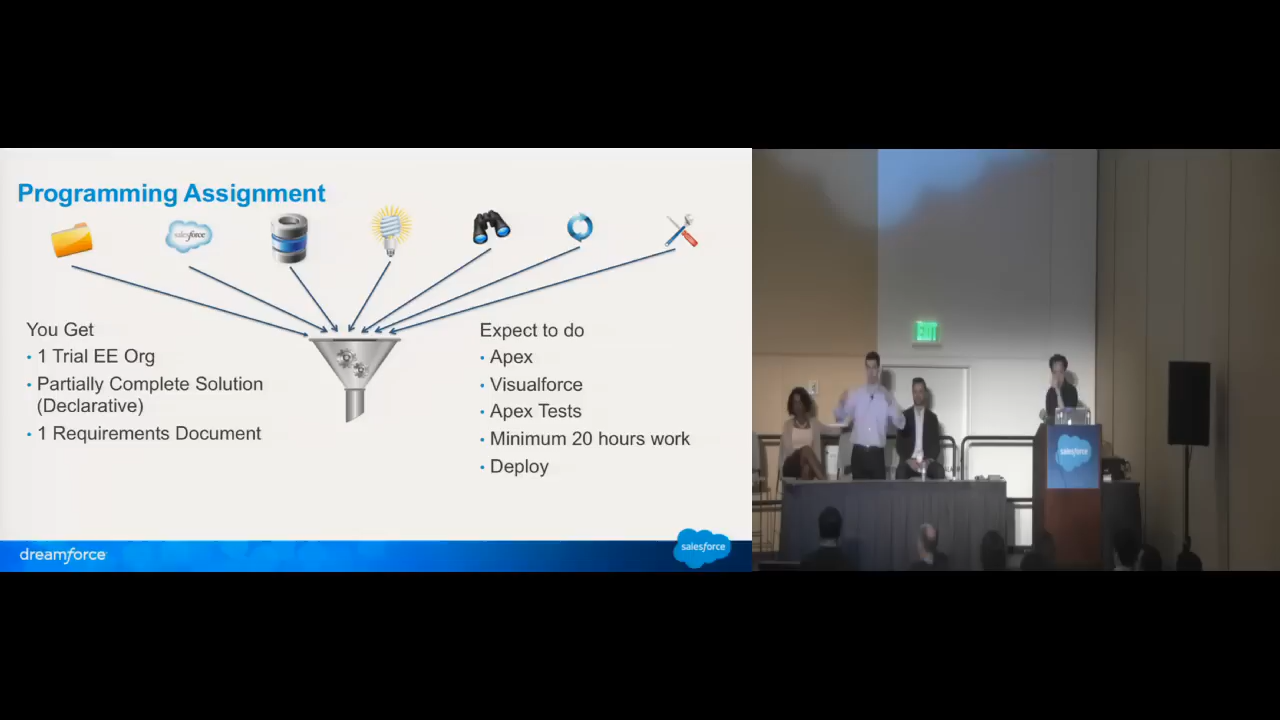 Programming Assignment
salesforce
You Get
• 1 Trial EE Org
• Partially Complete Solution
(Declarative)
• 1 Requirements Document
Expect to do
• Apex
• Visualforce
• Apex Tests
• Minimum 20 hours work
• Deploy
dreamforce
salesforce
EXIT
salesforce